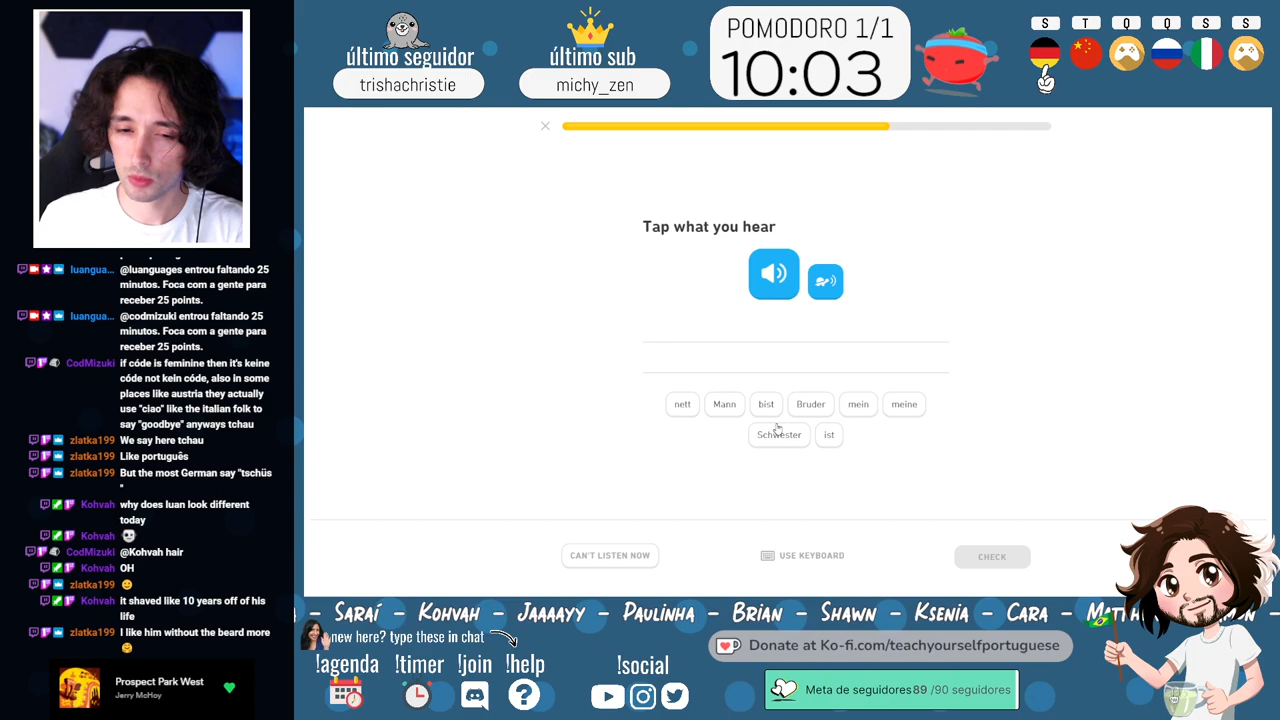 último seguidor
trishachristie
último sub
michy_zen
POMODORO 1/1
10:03
S T Q Q S S
Tap what you hear
nett Mann bist Bruder mein meine
Schwester ist
CAN'T LISTEN NOW
USE KEYBOARD
CHECK
luangua... @luanguages entrou faltando 25
minutos. Foca com a gente para
receber 25 points.
luangua... @codmizuki entrou faltando 25
minutos. Foca com a gente para
receber 25 points.
CodMizuki if códe is feminine then it's keine
códe not kein códe, also in some
places like austria they actually
use "ciao" like the italian folk to
say "goodbye" anyways tchau
zlatka199 We say here tchau
zlatka199 Like português
zlatka199 But the most German say "tschüs
"
Kohvah why does luan look different
today
Kohvah
CodMizuki @Kohvah hair
Kohvah OH
zlatka199
Kohvah it shaved like 10 years off of his
life
zlatka199 I like him without the beard more
Prospect Park West
Jerry McHoy
– SARAÍ – KOHVAH – JAAAAYY – PAULINHA – BRIAN – SHAWN – KSENIA – CARA –
new here? type these in chat
!agenda !timer !join !help !social
Donate at Ko-fi.com/teachyourselfportuguese
Meta de seguidores 89 /90 seguidores